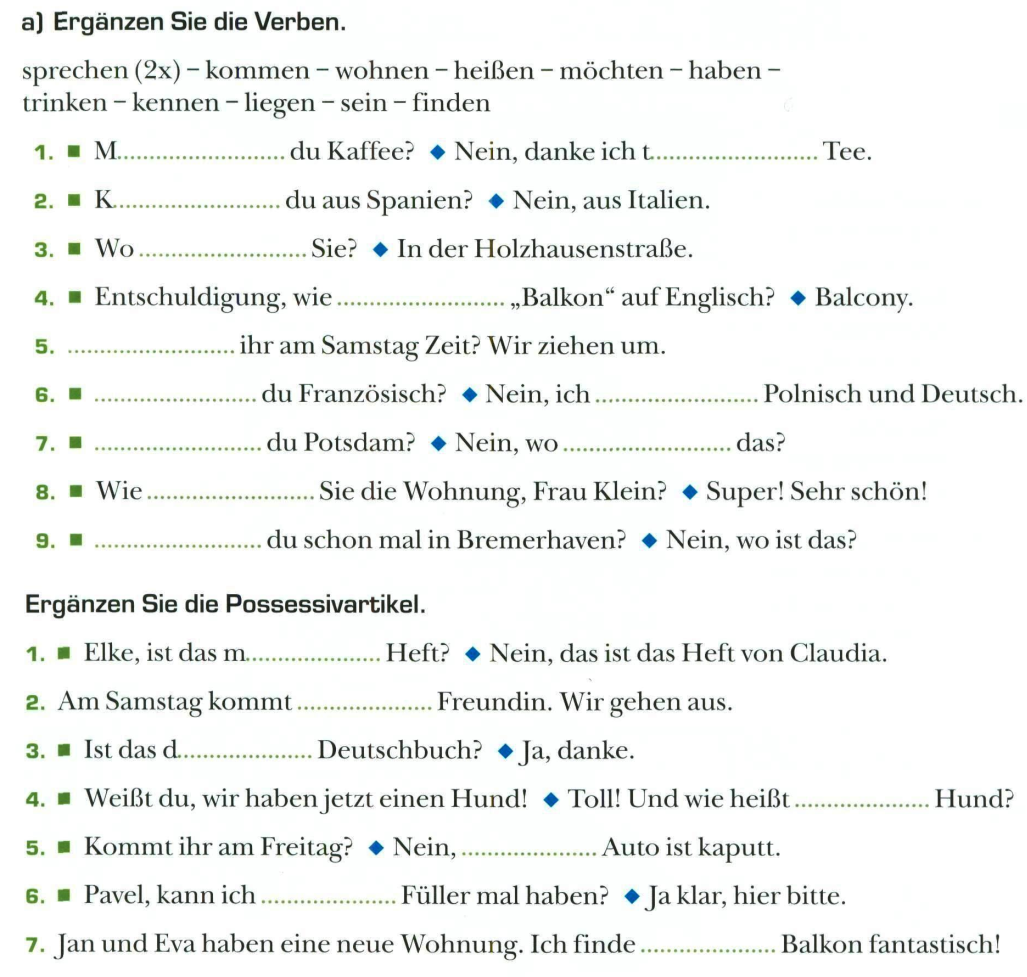 a) Ergänzen Sie die Verben.
sprechen (2x) – kommen – wohnen – heißen – möchten – haben –
trinken – kennen – liegen – sein – finden
1. ■ M............................ du Kaffee? ◆ Nein, danke ich t............................ Tee.
2. ■ K............................ du aus Spanien? ◆ Nein, aus Italien.
3. ■ Wo ............................ Sie? ◆ In der Holzhausenstraße.
4. ■ Entschuldigung, wie ............................ „Balkon“ auf Englisch? ◆ Balcony.
5. ............................ ihr am Samstag Zeit? Wir ziehen um.
6. ■ ............................ du Französisch? ◆ Nein, ich ............................ Polnisch und Deutsch.
7. ■ ............................ du Potsdam? ◆ Nein, wo ............................ das?
8. ■ Wie ............................ Sie die Wohnung, Frau Klein? ◆ Super! Sehr schön!
9. ■ ............................ du schon mal in Bremerhaven? ◆ Nein, wo ist das?
Ergänzen Sie die Possessivartikel.
1. ■ Elke, ist das m....................... Heft? ◆ Nein, das ist das Heft von Claudia.
2. Am Samstag kommt ....................... Freundin. Wir gehen aus.
3. ■ Ist das d....................... Deutschbuch? ◆ Ja, danke.
4. ■ Weißt du, wir haben jetzt einen Hund! ◆ Toll! Und wie heißt ....................... Hund?
5. ■ Kommt ihr am Freitag? ◆ Nein, ....................... Auto ist kaputt.
6. ■ Pavel, kann ich ....................... Füller mal haben? ◆ Ja klar, hier bitte.
7. Jan und Eva haben eine neue Wohnung. Ich finde ....................... Balkon fantastisch!